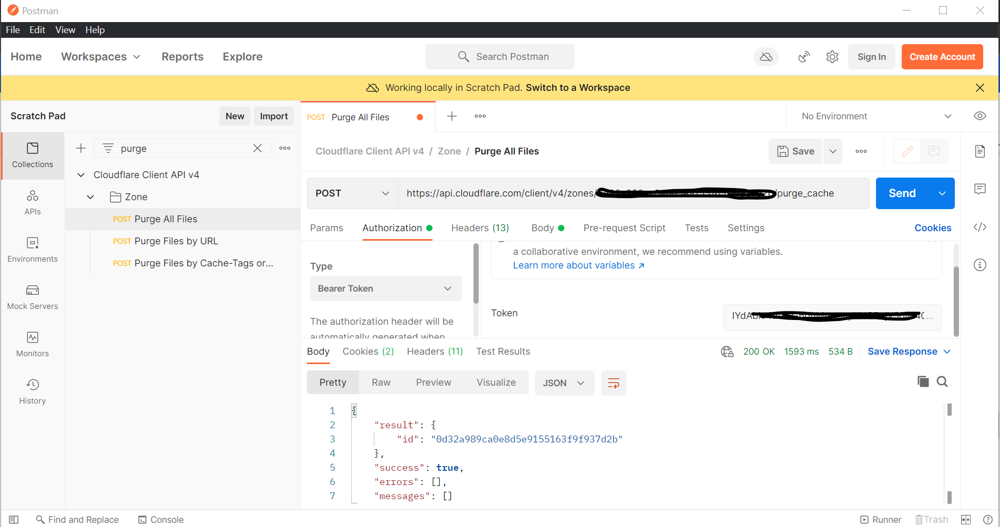 Postman
File Edit View Help
Home Workspaces Reports Explore Search Postman Sign In Create Account
Working locally in Scratch Pad. Switch to a Workspace
Scratch Pad New Import
POST Purge All Files
No Environment
Collections
APIs
Environments
Mock Servers
Monitors
History
purge
Cloudflare Client API v4
Zone
POST Purge All Files
POST Purge Files by URL
POST Purge Files by Cache-Tags or...
Cloudflare Client API v4 / Zone / Purge All Files Save
POST https://api.cloudflare.com/client/v4/zones/ /purge_cache Send
Params Authorization Headers (13) Body Pre-request Script Tests Settings Cookies
Type
Bearer Token
The authorization header will be
automatically generated when
a collaborative environment, we recommend using variables.
Learn more about variables ↗
Token
Body Cookies (2) Headers (11) Test Results 200 OK 1593 ms 534 B Save Response
Pretty Raw Preview Visualize JSON
1 {
2 "result": {
3 "id": "0d32a989ca0e8d5e9155163f9f937d2b"
4 },
5 "success": true,
6 "errors": [],
7 "messages": []
Find and Replace Console Runner Trash